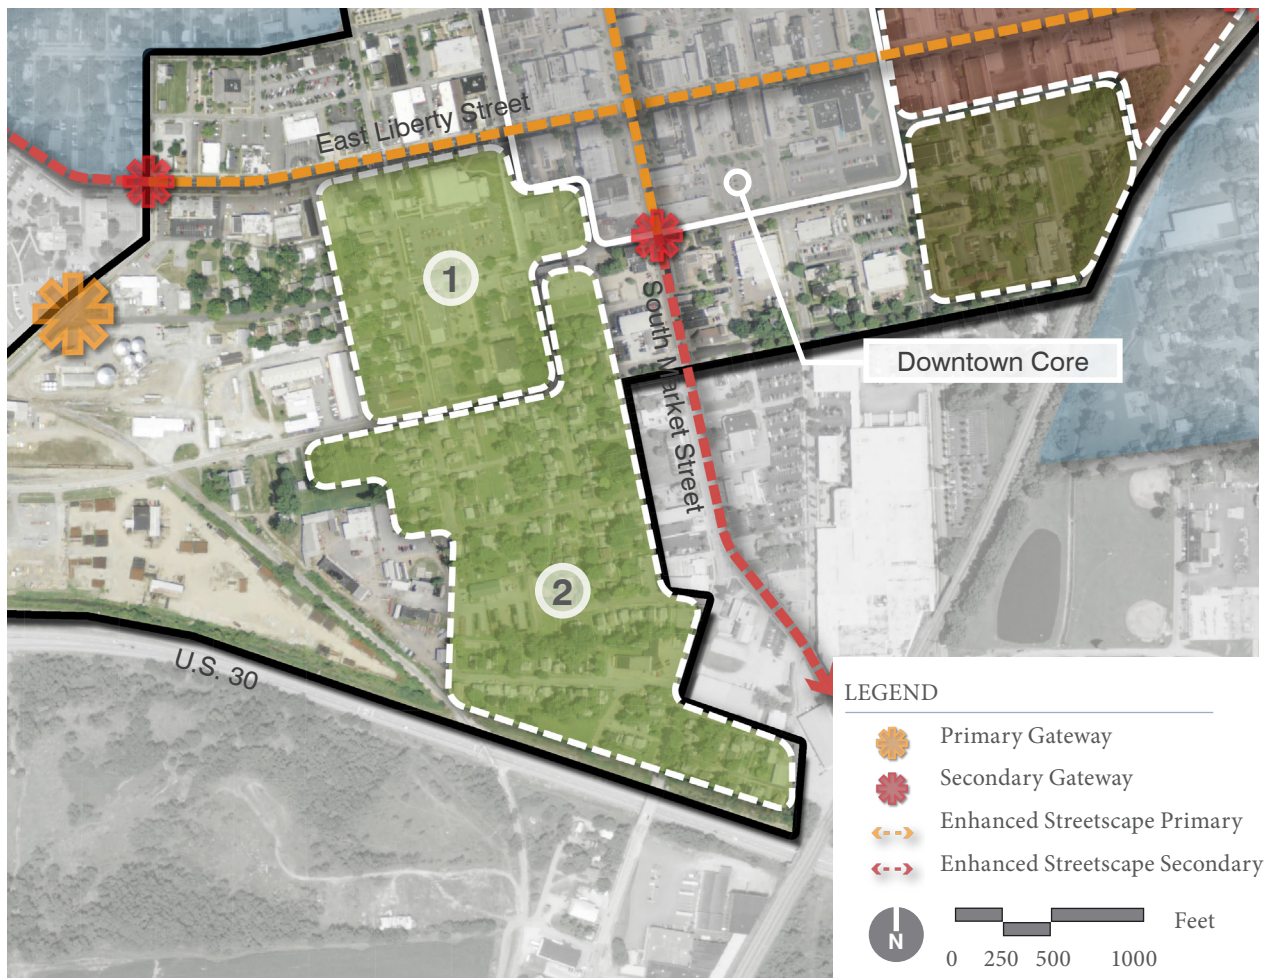 East Liberty Street
1
South Market Street
Downtown Core
2
U.S. 30
LEGEND
Primary Gateway
Secondary Gateway
Enhanced Streetscape Primary
Enhanced Streetscape Secondary
N
Feet
0 250 500 1000